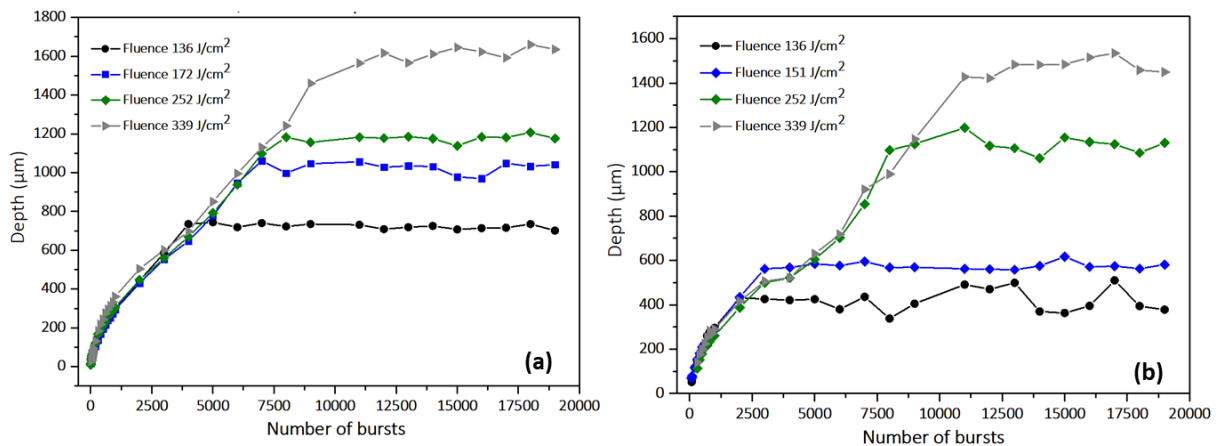 1800
1600
1400
1200
1000
800
600
400
200
0
Depth (µm)
Fluence 136 J/cm²
Fluence 172 J/cm²
Fluence 252 J/cm²
Fluence 339 J/cm²
(a)
0 2500 5000 7500 10000 12500 15000 17500 20000
Number of bursts
1600
1400
1200
1000
800
600
400
200
0
Depth (µm)
Fluence 136 J/cm²
Fluence 151 J/cm²
Fluence 252 J/cm²
Fluence 339 J/cm²
(b)
0 2500 5000 7500 10000 12500 15000 17500 20000
Number of bursts